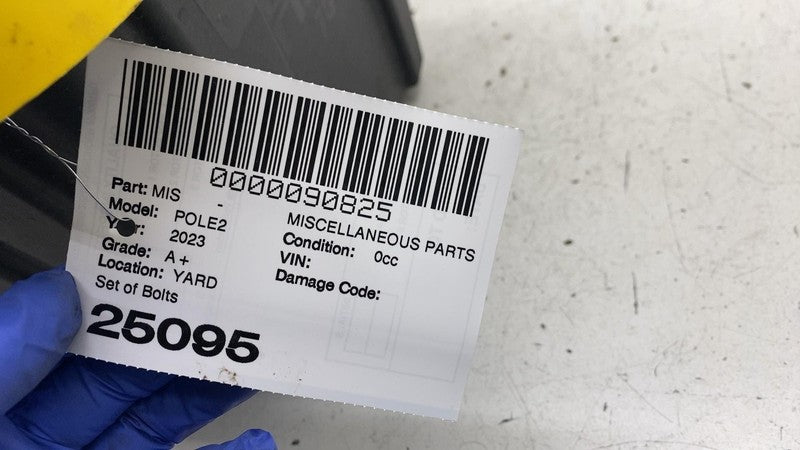 0000090825
Part: MIS - MISCELLANEOUS PARTS
Model: POLE2 Condition: 0cc
Year: 2023 VIN:
Grade: A+ Damage Code:
Location: YARD
Set of Bolts
25095